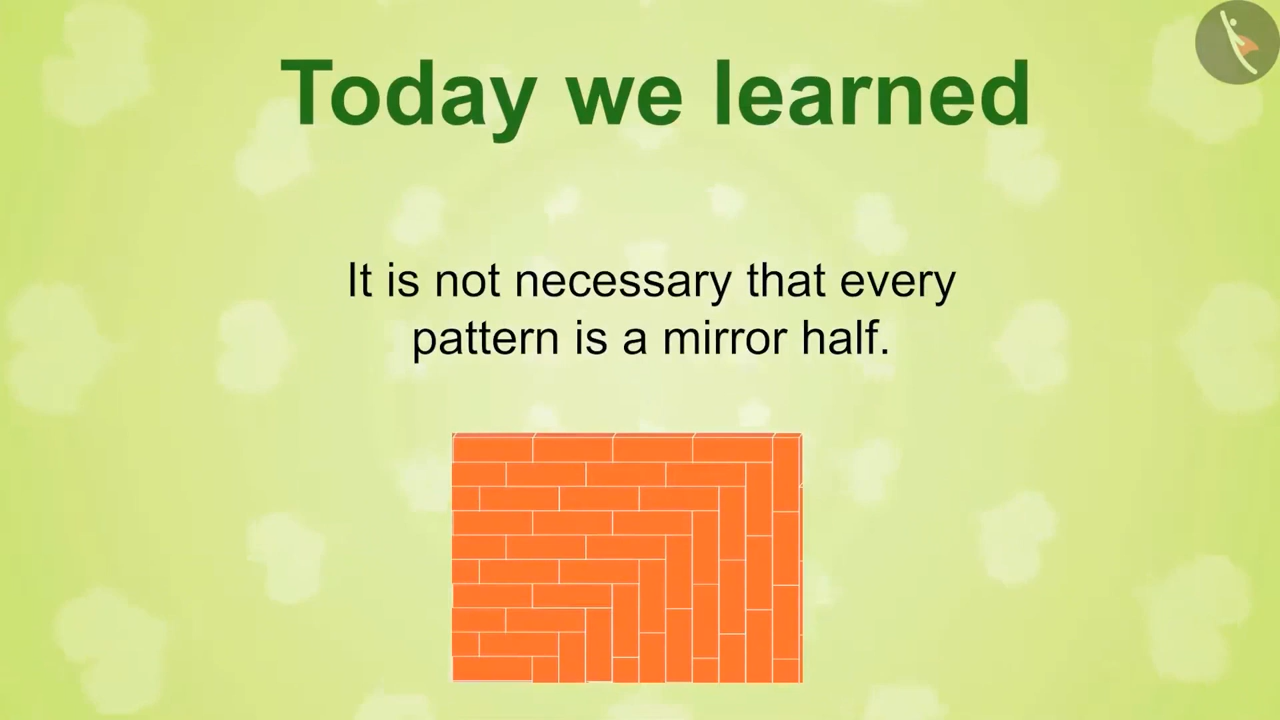 Today we learned
It is not necessary that every
pattern is a mirror half.